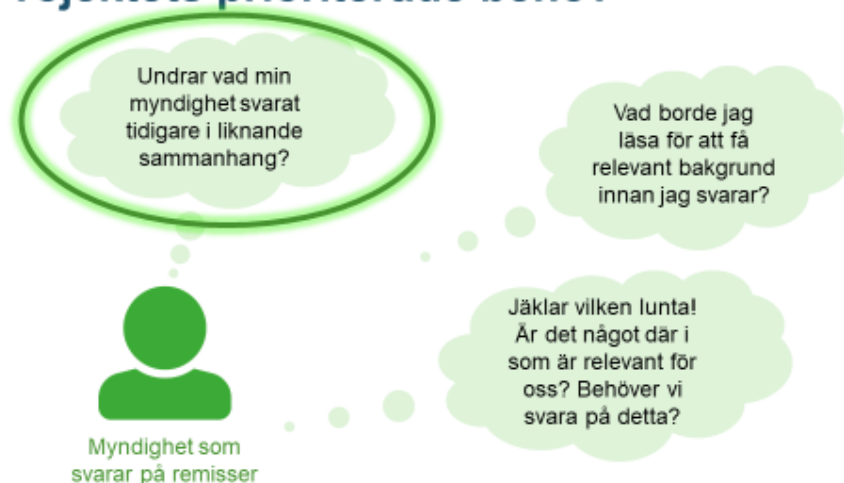 Undrar vad min
myndighet svarat
tidigare i liknande
sammanhang?
Vad borde jag
läsa för att få
relevant bakgrund
innan jag svarar?
Jäklar vilken lunta!
Är det något där i
som är relevant för
oss? Behöver vi
svara på detta?
Myndighet som
svarar på remisser